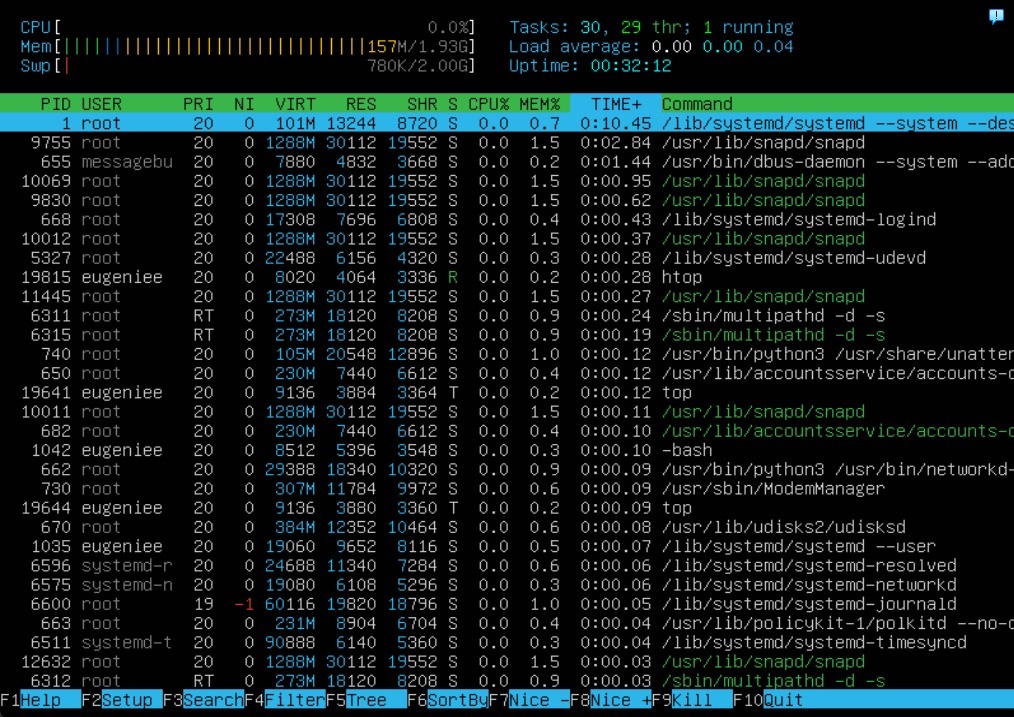 CPU[ 0.0%] Tasks: 30, 29 thr; 1 running
Mem[|||||||||||||||||||||||||||||||157M/1.93G] Load average: 0.00 0.00 0.04
Swp[| 780K/2.00G] Uptime: 00:32:12
PID USER PRI NI VIRT RES SHR S CPU% MEM% TIME+ Command
1 root 20 0 101M 13244 8720 S 0.0 0.7 0:10.45 /lib/systemd/systemd --system --des
9755 root 20 0 1288M 30112 19552 S 0.0 1.5 0:02.84 /usr/lib/snapd/snapd
655 messagebu 20 0 7880 4832 3668 S 0.0 0.2 0:01.44 /usr/bin/dbus-daemon --system --add
10069 root 20 0 1288M 30112 19552 S 0.0 1.5 0:00.95 /usr/lib/snapd/snapd
9830 root 20 0 1288M 30112 19552 S 0.0 1.5 0:00.62 /usr/lib/snapd/snapd
668 root 20 0 17308 7696 6808 S 0.0 0.4 0:00.43 /lib/systemd/systemd-logind
10012 root 20 0 1288M 30112 19552 S 0.0 1.5 0:00.37 /usr/lib/snapd/snapd
5327 root 20 0 22488 6156 4320 S 0.0 0.3 0:00.28 /lib/systemd/systemd-udevd
19815 eugeniee 20 0 8020 4064 3336 R 0.0 0.2 0:00.28 htop
11445 root 20 0 1288M 30112 19552 S 0.0 1.5 0:00.27 /usr/lib/snapd/snapd
6311 root RT 0 273M 18120 8208 S 0.0 0.9 0:00.24 /sbin/multipathd -d -s
6315 root RT 0 273M 18120 8208 S 0.0 0.9 0:00.19 /sbin/multipathd -d -s
740 root 20 0 105M 20548 12896 S 0.0 1.0 0:00.12 /usr/bin/python3 /usr/share/unatten
650 root 20 0 230M 7440 6612 S 0.0 0.4 0:00.12 /usr/lib/accountsservice/accounts-d
19641 eugeniee 20 0 9136 3884 3364 T 0.0 0.2 0:00.12 top
10011 root 20 0 1288M 30112 19552 S 0.0 1.5 0:00.11 /usr/lib/snapd/snapd
682 root 20 0 230M 7440 6612 S 0.0 0.4 0:00.10 /usr/lib/accountsservice/accounts-d
1042 eugeniee 20 0 8512 5396 3548 S 0.0 0.3 0:00.10 -bash
662 root 20 0 29388 18340 10320 S 0.0 0.9 0:00.09 /usr/bin/python3 /usr/bin/networkd-
730 root 20 0 307M 11784 9972 S 0.0 0.6 0:00.09 /usr/sbin/ModemManager
19644 eugeniee 20 0 9136 3880 3360 T 0.0 0.2 0:00.09 top
670 root 20 0 384M 12352 10464 S 0.0 0.6 0:00.08 /usr/lib/udisks2/udisksd
1035 eugeniee 20 0 19060 9652 8116 S 0.0 0.5 0:00.07 /lib/systemd/systemd --user
6596 systemd-r 20 0 24688 11340 7284 S 0.0 0.6 0:00.06 /lib/systemd/systemd-resolved
6575 systemd-n 20 0 19080 6108 5296 S 0.0 0.3 0:00.06 /lib/systemd/systemd-networkd
6600 root 19 -1 60116 19820 18796 S 0.0 1.0 0:00.05 /lib/systemd/systemd-journald
663 root 20 0 231M 8904 6704 S 0.0 0.4 0:00.04 /usr/lib/policykit-1/polkitd --no-d
6511 systemd-t 20 0 90888 6140 5360 S 0.0 0.3 0:00.04 /lib/systemd/systemd-timesyncd
12632 root 20 0 1288M 30112 19552 S 0.0 1.5 0:00.03 /usr/lib/snapd/snapd
6312 root RT 0 273M 18120 8208 S 0.0 0.9 0:00.03 /sbin/multipathd -d -s
F1Help F2Setup F3SearchF4FilterF5Tree F6SortByF7Nice -F8Nice +F9Kill F10Quit